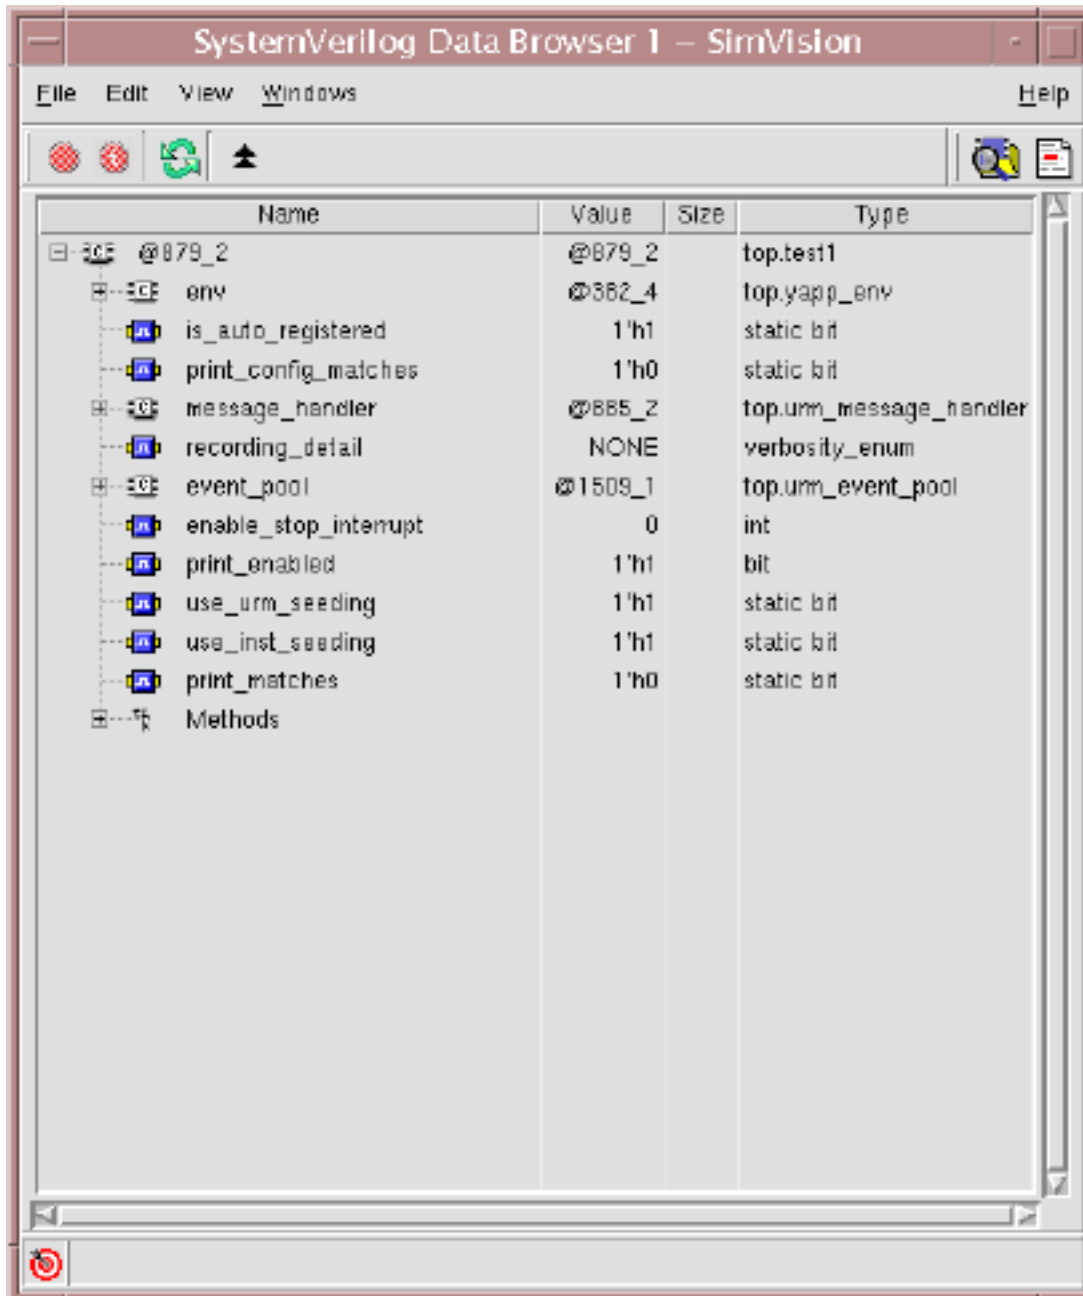 SystemVerilog Data Browser 1 – SimVision
File Edit View Windows Help
Name Value Size Type
@879_2 @879_2 top.test1
env @382_4 top.yapp_env
is_auto_registered 1'h1 static bit
print_config_matches 1'h0 static bit
message_handler @885_2 top.urm_message_handler
recording_detail NONE verbosity_enum
event_pool @1509_1 top.urm_event_pool
enable_stop_interrupt 0 int
print_enabled 1'h1 bit
use_urm_seeding 1'h1 static bit
use_inst_seeding 1'h1 static bit
print_matches 1'h0 static bit
Methods